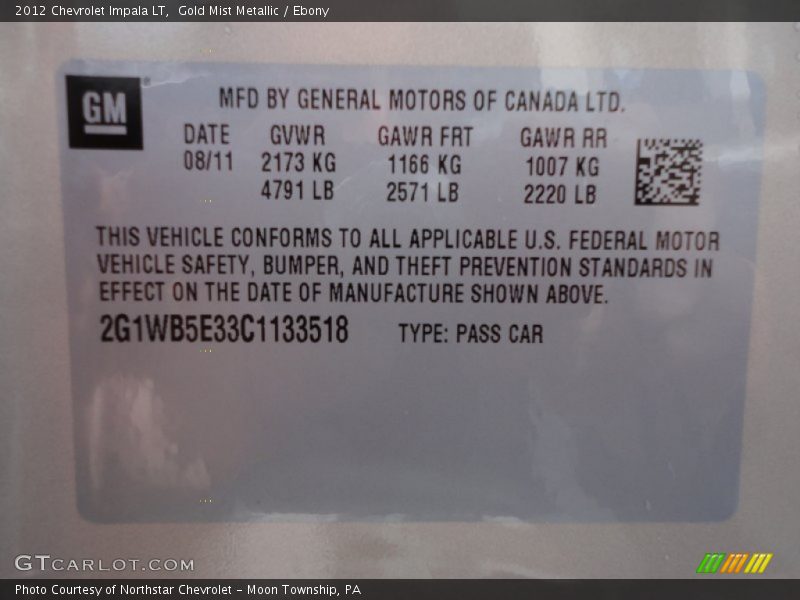 2012 Chevrolet Impala LT,  Gold Mist Metallic / Ebony
GM ®
MFD BY GENERAL MOTORS OF CANADA LTD.
DATE GVWR GAWR FRT GAWR RR
08/11 2173 KG 1166 KG 1007 KG
4791 LB 2571 LB 2220 LB
THIS VEHICLE CONFORMS TO ALL APPLICABLE U.S. FEDERAL MOTOR
VEHICLE SAFETY, BUMPER, AND THEFT PREVENTION STANDARDS IN
EFFECT ON THE DATE OF MANUFACTURE SHOWN ABOVE.
2G1WB5E33C1133518 TYPE: PASS CAR
GTCARLOT.COM
Photo Courtesy of Northstar Chevrolet - Moon Township, PA